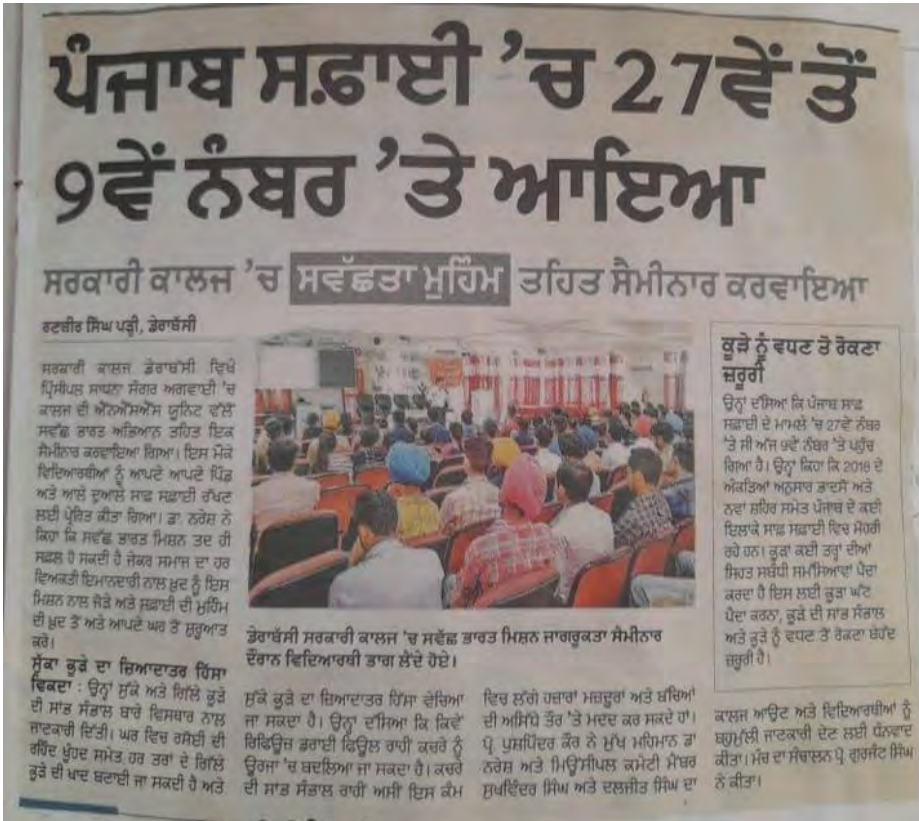 ਪੰਜਾਬ ਸਫ਼ਾਈ ’ਚ 27ਵੇਂ ਤੋਂ
9ਵੇਂ ਨੰਬਰ ’ਤੇ ਆਇਆ
ਸਰਕਾਰੀ ਕਾਲਜ ’ਚ ਸਵੱਛਤਾ ਮੁਹਿੰਮ ਤਹਿਤ ਸੈਮੀਨਾਰ ਕਰਵਾਇਆ
ਰਣਬੀਰ ਸਿੰਘ ਪੜ੍ਹੀ, ਡੇਰਾਬੱਸੀ
ਸਰਕਾਰੀ ਕਾਲਜ ਡੇਰਾਬੱਸੀ ਵਿਖੇ
ਪ੍ਰਿੰਸੀਪਲ ਸਾਧਨਾ ਸੰਗਰ ਅਗਵਾਈ ’ਚ
ਕਾਲਜ ਦੀ ਐੱਨਐੱਸਐੱਸ ਯੂਨਿਟ ਵੱਲੋਂ
ਸਵੱਛ ਭਾਰਤ ਅਭਿਆਨ ਤਹਿਤ ਇਕ
ਸੈਮੀਨਾਰ ਕਰਵਾਇਆ ਗਿਆ। ਇਸ ਮੌਕੇ
ਵਿਦਿਆਰਥੀਆਂ ਨੂੰ ਆਪਣੇ ਆਪਣੇ ਪਿੰਡ
ਅਤੇ ਆਲੇ ਦੁਆਲੇ ਸਾਫ਼ ਸਫ਼ਾਈ ਰੱਖਣ
ਲਈ ਪ੍ਰੇਰਿਤ ਕੀਤਾ ਗਿਆ। ਡਾ. ਨਰੇਸ਼ ਨੇ
ਕਿਹਾ ਕਿ ਸਵੱਛ ਭਾਰਤ ਮਿਸ਼ਨ ਤਦ ਹੀ
ਸਫ਼ਲ ਹੋ ਸਕਦੀ ਹੈ ਜੇਕਰ ਸਮਾਜ ਦਾ ਹਰ
ਵਿਅਕਤੀ ਇਮਾਨਦਾਰੀ ਨਾਲ ਖ਼ੁਦ ਨੂੰ ਇਸ
ਮਿਸ਼ਨ ਨਾਲ ਜੋੜੇ ਅਤੇ ਸਫ਼ਾਈ ਦੀ ਮੁਹਿੰਮ
ਦੀ ਖ਼ੁਦ ਤੋਂ ਅਤੇ ਆਪਣੇ ਘਰ ਤੋਂ ਸ਼ੁਰੂਆਤ
ਕਰੇ।
ਸੁੱਕਾ ਕੂੜੇ ਦਾ ਜ਼ਿਆਦਾਤਰ ਹਿੱਸਾ
ਵਿਕਦਾ : ਉਨ੍ਹਾਂ ਸੁੱਕੇ ਅਤੇ ਗਿੱਲੇ ਕੂੜੇ
ਦੀ ਸਾਂਭ ਸੰਭਾਲ ਬਾਰੇ ਵਿਸਥਾਰ ਨਾਲ
ਜਾਣਕਾਰੀ ਦਿੱਤੀ। ਘਰ ਵਿਚ ਰਸੋਈ ਦੀ
ਰਹਿੰਦ ਖੂੰਹਦ ਸਮੇਤ ਹਰ ਤਰਾਂ ਦੇ ਗਿੱਲੇ
ਕੂੜੇ ਦੀ ਖਾਦ ਬਣਾਈ ਜਾ ਸਕਦੀ ਹੈ ਅਤੇ
ਡੇਰਾਬੱਸੀ ਸਰਕਾਰੀ ਕਾਲਜ ’ਚ ਸਵੱਛ ਭਾਰਤ ਮਿਸ਼ਨ ਜਾਗਰੂਕਤਾ ਸੈਮੀਨਾਰ
ਦੌਰਾਨ ਵਿਦਿਆਰਥੀ ਭਾਗ ਲੈਂਦੇ ਹੋਏ।
ਸੁੱਕੇ ਕੂੜੇ ਦਾ ਜ਼ਿਆਦਾਤਰ ਹਿੱਸਾ ਵੇਚਿਆ
ਜਾ ਸਕਦਾ ਹੈ। ਉਨ੍ਹਾਂ ਦੱਸਿਆ ਕਿ ਕਿਵੇਂ
ਰਿਫਿਊਜ਼ ਡਰਾਈ ਫਿਊਲ ਰਾਹੀਂ ਕਚਰੇ ਨੂੰ
ਊਰਜਾ ’ਚ ਬਦਲਿਆ ਜਾ ਸਕਦਾ ਹੈ। ਕਚਰੇ
ਦੀ ਸਾਂਭ ਸੰਭਾਲ ਰਾਹੀਂ ਅਸੀਂ ਇਸ ਕੰਮ
ਵਿਚ ਲੱਗੇ ਹਜ਼ਾਰਾਂ ਮਜ਼ਦੂਰਾਂ ਅਤੇ ਬੱਚਿਆਂ
ਦੀ ਅਸਿੱਧੇ ਤੌਰ ’ਤੇ ਮਦਦ ਕਰ ਸਕਦੇ ਹਾਂ।
ਪ੍ਰੋ ਪੁਸ਼ਪਿੰਦਰ ਕੌਰ ਨੇ ਮੁੱਖ ਮਹਿਮਾਨ ਡਾ
ਨਰੇਸ਼ ਅਤੇ ਮਿਊਂਸੀਪਲ ਕਮੇਟੀ ਮੈਂਬਰ
ਸੁਖਵਿੰਦਰ ਸਿੰਘ ਅਤੇ ਦਲਜੀਤ ਸਿੰਘ ਦਾ
ਕੂੜੇ ਨੂੰ ਵਧਣ ਤੋਂ ਰੋਕਣਾ
ਜ਼ਰੂਰੀ
ਉਨ੍ਹਾਂ ਦੱਸਿਆ ਕਿ ਪੰਜਾਬ ਸਾਫ਼
ਸਫ਼ਾਈ ਦੇ ਮਾਮਲੇ ’ਚ 27ਵੇਂ ਨੰਬਰ
’ਤੇ ਸੀ ਅੱਜ 9ਵੇਂ ਨੰਬਰ ’ਤੇ ਪਹੁੰਚ
ਗਿਆ ਹੈ। ਉਨ੍ਹਾਂ ਕਿਹਾ ਕਿ 2018 ਦੇ
ਅੰਕੜਿਆਂ ਅਨੁਸਾਰ ਭਾਦਸੋਂ ਅਤੇ
ਨਵਾਂ ਸ਼ਹਿਰ ਸਮੇਤ ਪੰਜਾਬ ਦੇ ਕਈ
ਇਲਾਕੇ ਸਾਫ਼ ਸਫ਼ਾਈ ਵਿਚ ਮੋਹਰੀ
ਰਹੇ ਹਨ। ਕੂੜਾ ਕਈ ਤਰ੍ਹਾਂ ਦੀਆਂ
ਸਿਹਤ ਸਬੰਧੀ ਸਮੱਸਿਆਵਾਂ ਪੈਦਾ
ਕਰਦਾ ਹੈ ਇਸ ਲਈ ਕੂੜਾ ਘੱਟ
ਪੈਦਾ ਕਰਨਾ, ਕੂੜੇ ਦੀ ਸਾਂਭ ਸੰਭਾਲ
ਅਤੇ ਕੂੜੇ ਨੂੰ ਵਧਣ ਤੋਂ ਰੋਕਣਾ ਬੇਹੱਦ
ਜ਼ਰੂਰੀ ਹੈ।
ਕਾਲਜ ਆਉਣ ਅਤੇ ਵਿਦਿਆਰਥੀਆਂ ਨੂੰ
ਬਹੁਮੁੱਲੀ ਜਾਣਕਾਰੀ ਦੇਣ ਲਈ ਧੰਨਵਾਦ
ਕੀਤਾ। ਮੰਚ ਦਾ ਸੰਚਾਲਨ ਪ੍ਰੋ ਗੁਰਜੰਟ ਸਿੰਘ
ਨੇ ਕੀਤਾ।